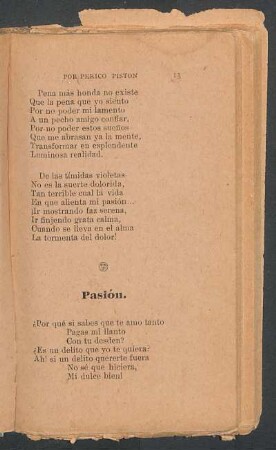 POR PERICO PISTON 13
Pena más honda no existe
Que la pena que yo siento
Por no poder mi lamento
A un pecho amigo confiar,
Por no poder estos sueños
Que me abrasan ya la mente,
Transformar en esplendente
Luminosa realidad.
De las tímidas violetas
No es la suerte dolorida,
Tan terrible cual la vida
En que alienta mi pasión...
¡Ir mostrando faz serena,
Ir finjendo grata calma,
Cuando se lleva en el alma
La tormenta del dolor!
Pasión.
¿Por qué si sabes que te amo tanto
Pagas mi llanto
Con tu desden?
¿Es un delito que yo te quiera?
Ah! si un delito quererte fuera
No sé qué hiciera,
Mi dulce bien!